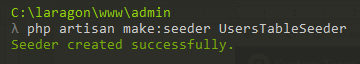 C:\laragon\www\admin
λ php artisan make:seeder UsersTableSeeder
Seeder created successfully.